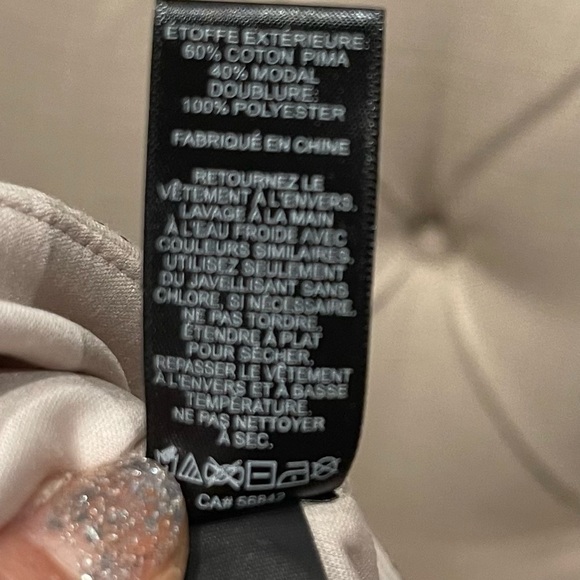 ÉTOFFE EXTÉRIEURE:
60% COTON PIMA
40% MODAL
DOUBLURE:
100% POLYESTER
FABRIQUÉ EN CHINE
RETOURNEZ LE
VÊTEMENT À L'ENVERS.
LAVAGE À LA MAIN
À L'EAU FROIDE AVEC
COULEURS SIMILAIRES.
UTILISEZ SEULEMENT
DU JAVELLISANT SANS
CHLORE, SI NÉCESSAIRE.
NE PAS TORDRE.
ÉTENDRE À PLAT
POUR SÉCHER.
REPASSER LE VÊTEMENT
À L'ENVERS ET À BASSE
TEMPÉRATURE.
NE PAS NETTOYER
À SEC.
CA# 56842